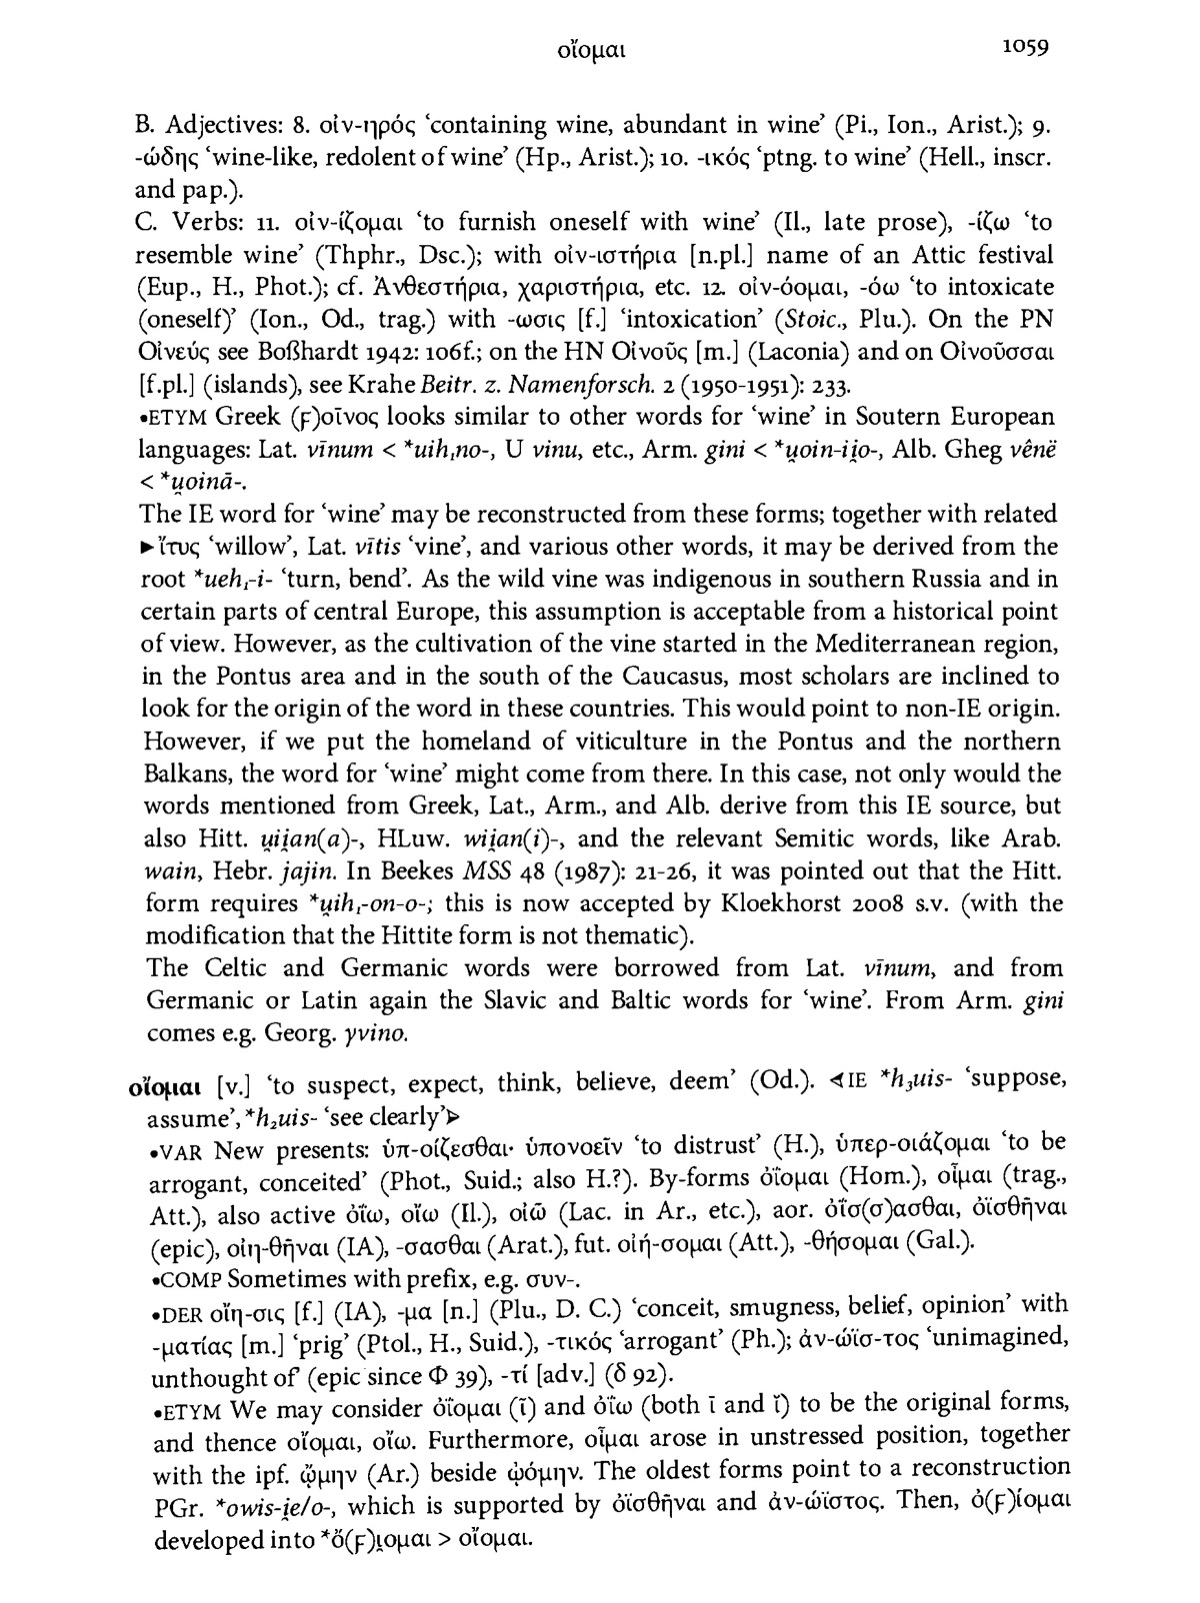 οἴομαι 1059
B. Adjectives: 8. οἰν-ηρός ‘containing wine, abundant in wine’ (Pi., Ion., Arist.); 9.
-ώδης ‘wine-like, redolent of wine’ (Hp., Arist.); 10. -ικός ‘ptng. to wine’ (Hell., inscr.
and pap.).
C. Verbs: 11. οἰν-ίζομαι ‘to furnish oneself with wine’ (Il., late prose), -ίζω ‘to
resemble wine’ (Thphr., Dsc.); with οἰν-ιστήρια [n.pl.] name of an Attic festival
(Eup., H., Phot.); cf. Ἀνθεστήρια, χαριστήρια, etc. 12. οἰν-όομαι, -όω ‘to intoxicate
(oneself)’ (Ion., Od., trag.) with -ωσις [f.] ‘intoxication’ (Stoic., Plu.). On the PN
Οἰνεύς see Boßhardt 1942: 106f.; on the HN Οἰνοῦς [m.] (Laconia) and on Οἰνοῦσσαι
[f.pl.] (islands), see Krahe Beitr. z. Namenforsch. 2 (1950-1951): 233.
•ETYM Greek (ϝ)οῖνος looks similar to other words for ‘wine’ in Soutern European
languages: Lat. vīnum < *uih₁no-, U vinu, etc., Arm. gini < *u̯oin-ii̯o-, Alb. Gheg vênë
< *u̯oinā-.
The IE word for ‘wine’ may be reconstructed from these forms; together with related
►ἴτυς ‘willow’, Lat. vītis ‘vine’, and various other words, it may be derived from the
root *ueh₁-i- ‘turn, bend’. As the wild vine was indigenous in southern Russia and in
certain parts of central Europe, this assumption is acceptable from a historical point
of view. However, as the cultivation of the vine started in the Mediterranean region,
in the Pontus area and in the south of the Caucasus, most scholars are inclined to
look for the origin of the word in these countries. This would point to non-IE origin.
However, if we put the homeland of viticulture in the Pontus and the northern
Balkans, the word for ‘wine’ might come from there. In this case, not only would the
words mentioned from Greek, Lat., Arm., and Alb. derive from this IE source, but
also Hitt. u̯ii̯an(a)-, HLuw. wii̯an(i)-, and the relevant Semitic words, like Arab.
wain, Hebr. jajin. In Beekes MSS 48 (1987): 21-26, it was pointed out that the Hitt.
form requires *u̯ih₁-on-o-; this is now accepted by Kloekhorst 2008 s.v. (with the
modification that the Hittite form is not thematic).
The Celtic and Germanic words were borrowed from Lat. vīnum, and from
Germanic or Latin again the Slavic and Baltic words for ‘wine’. From Arm. gini
comes e.g. Georg. γvino.
οἴομαι [v.] ‘to suspect, expect, think, believe, deem’ (Od.). ⋖IE *h₃uis- ‘suppose,
assume’, *h₂uis- ‘see clearly’⋗
•VAR New presents: ὑπ-οίζεσθαι· ὑπονοεῖν ‘to distrust’ (H.), ὑπερ-οιάζομαι ‘to be
arrogant, conceited’ (Phot., Suid.; also H.?). By-forms ὀΐομαι (Hom.), οἶμαι (trag.,
Att.), also active ὀΐω, οἴω (Il.), οἰῶ (Lac. in Ar., etc.), aor. ὀΐσ(σ)ασθαι, ὀϊσθῆναι
(epic), οἰη-θῆναι (IA), -σασθαι (Arat.), fut. οἰή-σομαι (Att.), -θήσομαι (Gal.).
•COMP Sometimes with prefix, e.g. συν-.
•DER οἴη-σις [f.] (IA), -μα [n.] (Plu., D. C.) ‘conceit, smugness, belief, opinion’ with
-ματίας [m.] ‘prig’ (Ptol., H., Suid.), -τικός ‘arrogant’ (Ph.); ἀν-ώϊσ-τος ‘unimagined,
unthought of’ (epic since Φ 39), -τί [adv.] (δ 92).
•ETYM We may consider ὀΐομαι (ῑ) and ὀΐω (both ῑ and ῐ) to be the original forms,
and thence οἴομαι, οἴω. Furthermore, οἶμαι arose in unstressed position, together
with the ipf. ᾤμην (Ar.) beside ᾠόμην. The oldest forms point to a reconstruction
PGr. *owis-i̯e/o-, which is supported by ὀϊσθῆναι and ἀν-ώϊστος. Then, ὀ(ϝ)ίομαι
developed into *ὄ(ϝ)ι̯ομαι > οἴομαι.